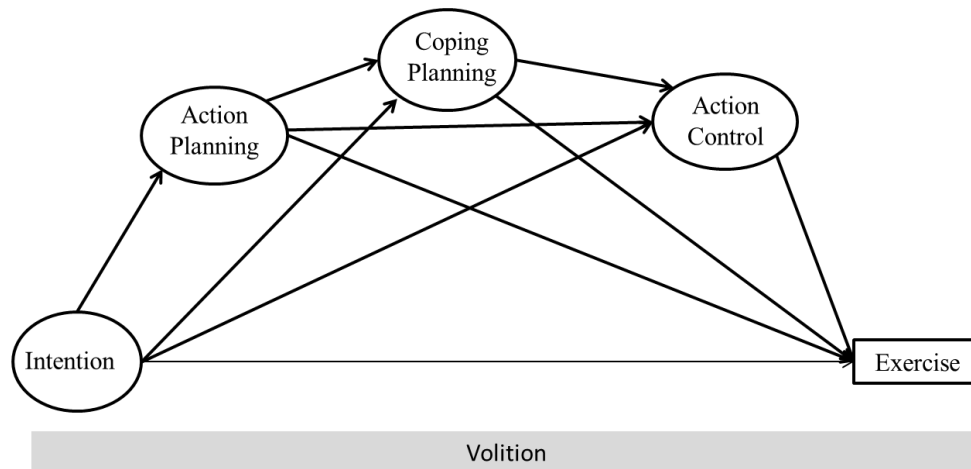 Coping
Planning
Action
Planning
Action
Control
Intention
Exercise
Volition